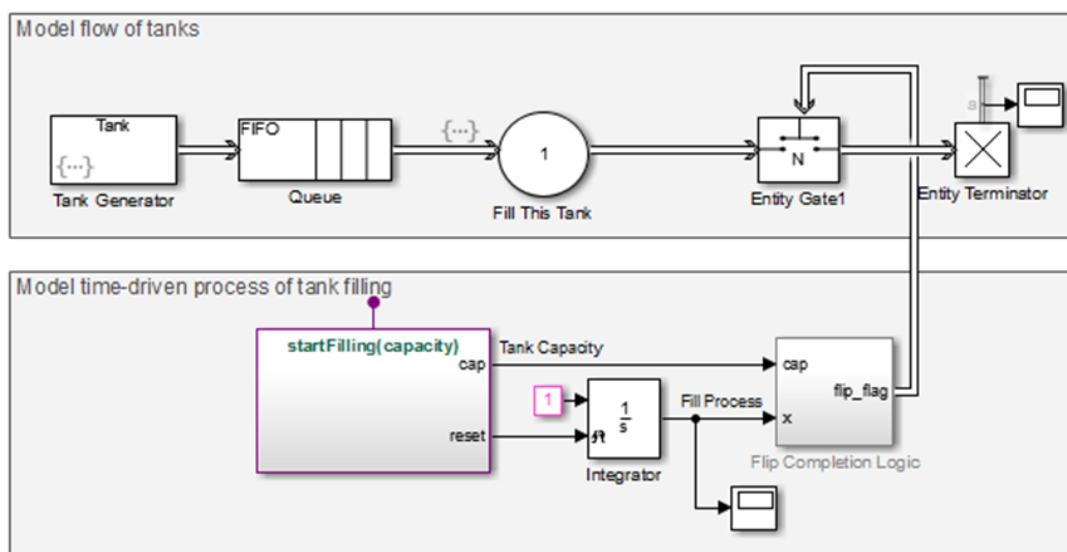 Model flow of tanks
Tank
{...}
Tank Generator
FIFO
Queue
{...}
1
Fill This Tank
N
Entity Gate1
a
Entity Terminator
Model time-driven process of tank filling
startFilling(capacity)
cap
reset
Tank Capacity
1
1
s
Integrator
Fill Process
cap
x
flip_flag
Flip Completion Logic